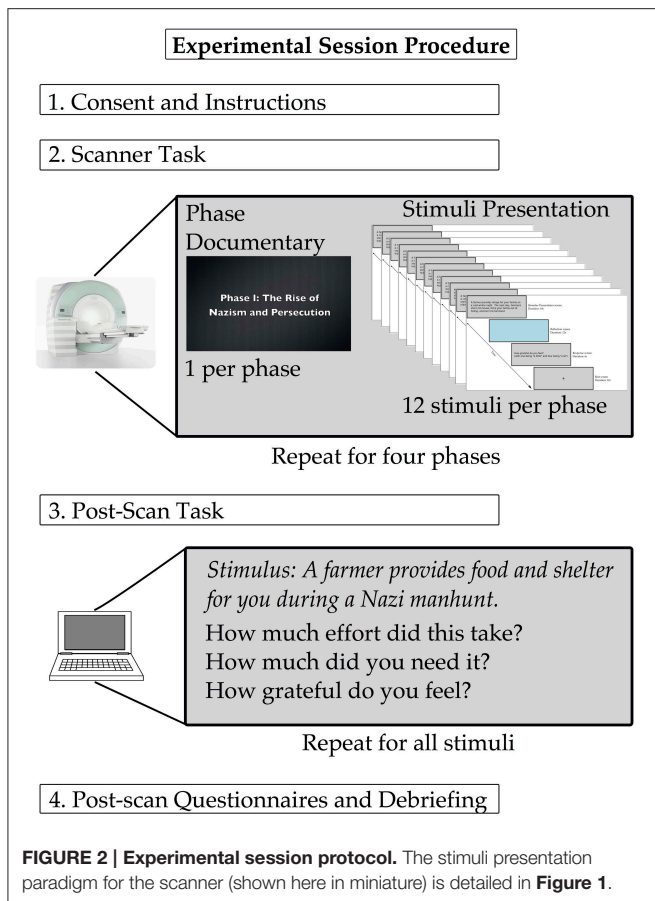 Experimental Session Procedure
1. Consent and Instructions
2. Scanner Task
Phase
Documentary
Phase I: The Rise of
Nazism and Persecution
1 per phase
Stimuli Presentation
12 stimuli per phase
Repeat for four phases
3. Post-Scan Task
Stimulus: A farmer provides food and shelter
for you during a Nazi manhunt.
How much effort did this take?
How much did you need it?
How grateful do you feel?
Repeat for all stimuli
4. Post-scan Questionnaires and Debriefing
FIGURE 2 | Experimental session protocol. The stimuli presentation
paradigm for the scanner (shown here in miniature) is detailed in Figure 1.